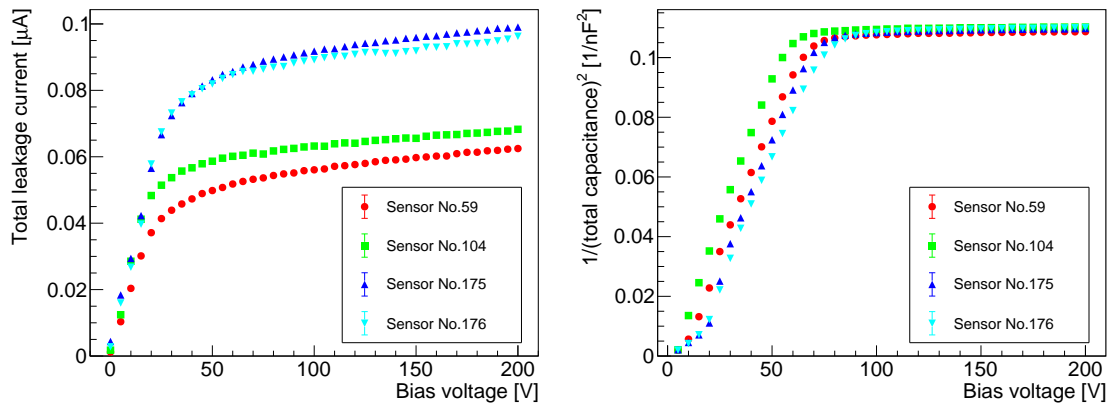 Total leakage current [μA]
0.1
0.08
0.06
0.04
0.02
0
0 50 100 150 200
Bias voltage [V]
Sensor No.59
Sensor No.104
Sensor No.175
Sensor No.176
1/(total capacitance)² [1/nF²]
0.1
0.08
0.06
0.04
0.02
0
0 50 100 150 200
Bias voltage [V]
Sensor No.59
Sensor No.104
Sensor No.175
Sensor No.176